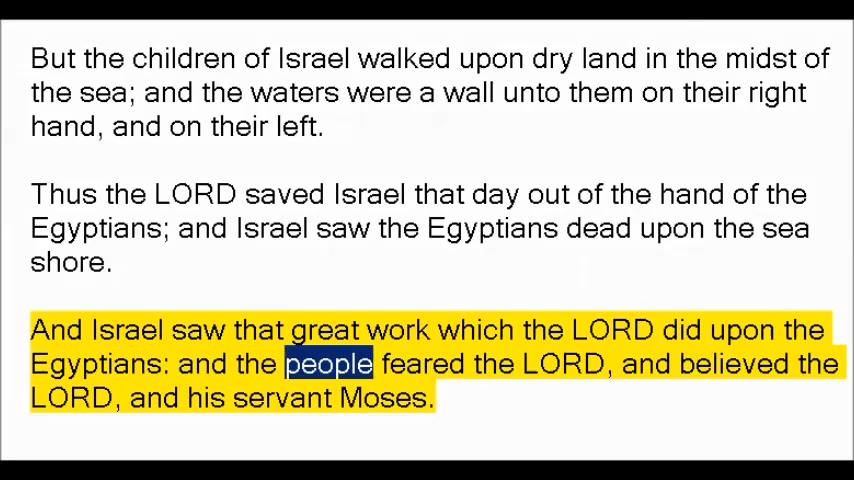 But the children of Israel walked upon dry land in the midst of
the sea; and the waters were a wall unto them on their right
hand, and on their left.
Thus the LORD saved Israel that day out of the hand of the
Egyptians; and Israel saw the Egyptians dead upon the sea
shore.
And Israel saw that great work which the LORD did upon the
Egyptians: and the people feared the LORD, and believed the
LORD, and his servant Moses.